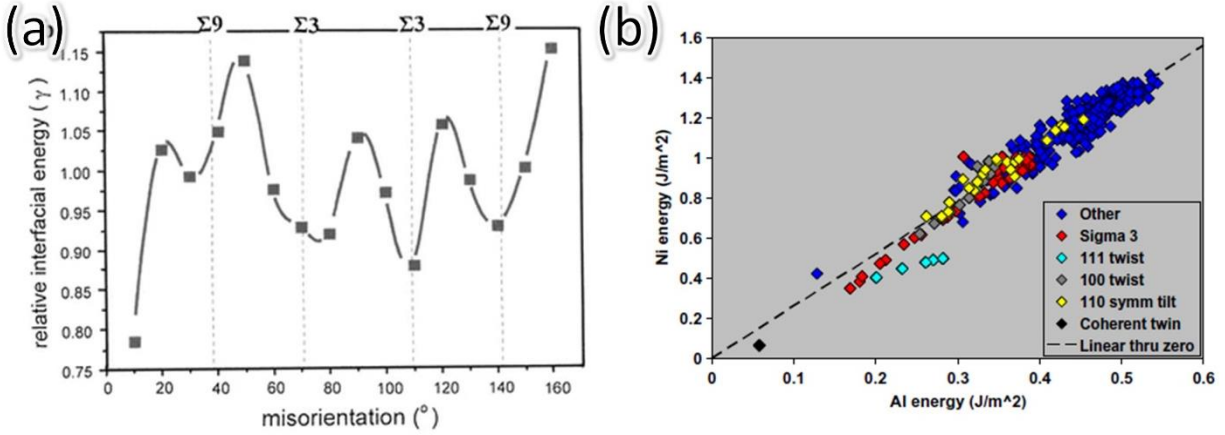 (a)
Σ9 Σ3 Σ3 Σ9
relative interfacial energy (γ)
1.15
1.10
1.05
1.00
0.95
0.90
0.85
0.80
0.75
0 20 40 60 80 100 120 140 160
misorientation (°)
(b)
Ni energy (J/m^2)
1.6
1.4
1.2
1
0.8
0.6
0.4
0.2
0
Other
Sigma 3
111 twist
100 twist
110 symm tilt
Coherent twin
Linear thru zero
0 0.1 0.2 0.3 0.4 0.5 0.6
Al energy (J/m^2)